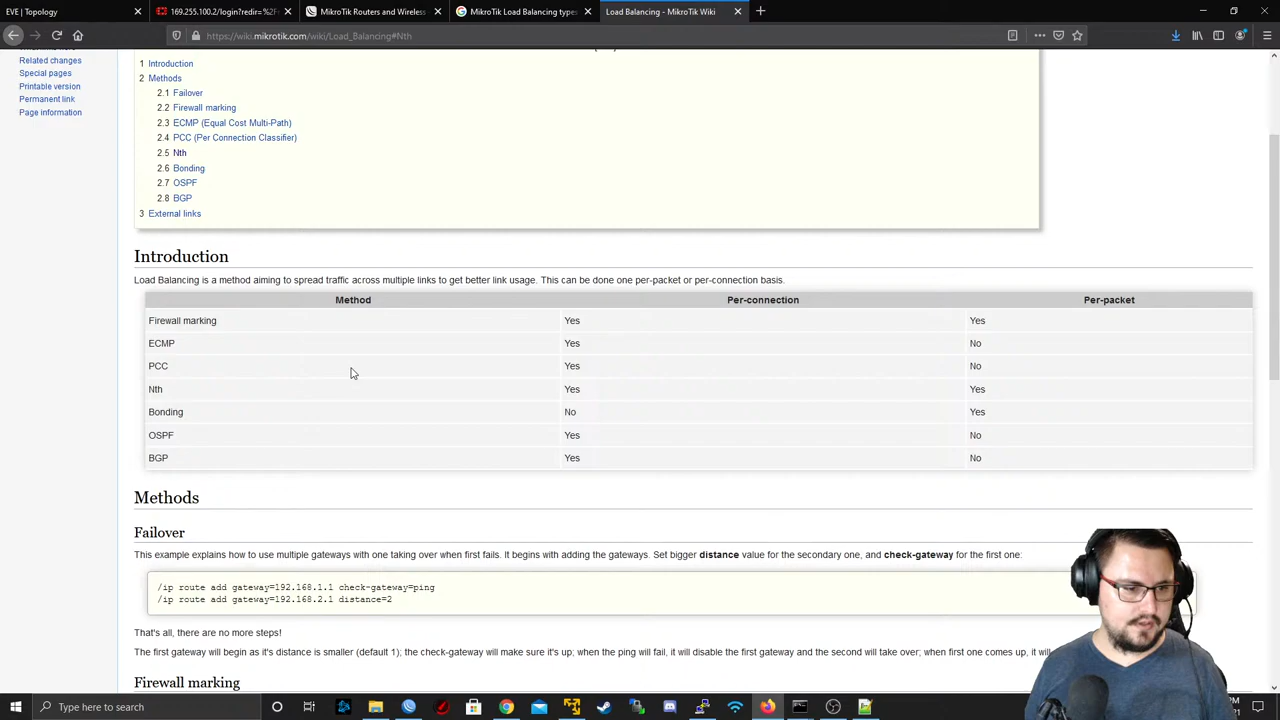 EVE | Topology
169.255.100.2/login?redir=%2F
MikroTik Routers and Wireless
MikroTik Load Balancing types
Load Balancing - MikroTik Wiki
https://wiki.mikrotik.com/wiki/Load_Balancing#Nth
Related changes
Special pages
Printable version
Permanent link
Page information
1 Introduction
2 Methods
2.1 Failover
2.2 Firewall marking
2.3 ECMP (Equal Cost Multi-Path)
2.4 PCC (Per Connection Classifier)
2.5 Nth
2.6 Bonding
2.7 OSPF
2.8 BGP
3 External links
Introduction
Load Balancing is a method aiming to spread traffic across multiple links to get better link usage. This can be done one per-packet or per-connection basis.
Method Per-connection Per-packet
Firewall marking Yes Yes
ECMP Yes No
PCC Yes No
Nth Yes Yes
Bonding No Yes
OSPF Yes No
BGP Yes No
Methods
Failover
This example explains how to use multiple gateways with one taking over when first fails. It begins with adding the gateways. Set bigger distance value for the secondary one, and check-gateway for the first one:
/ip route add gateway=192.168.1.1 check-gateway=ping
/ip route add gateway=192.168.2.1 distance=2
That's all, there are no more steps!
The first gateway will begin as it's distance is smaller (default 1); the check-gateway will make sure it's up; when the ping will fail, it will disable the first gateway and the second will take over; when first one comes up, it will
Firewall marking
Type here to search